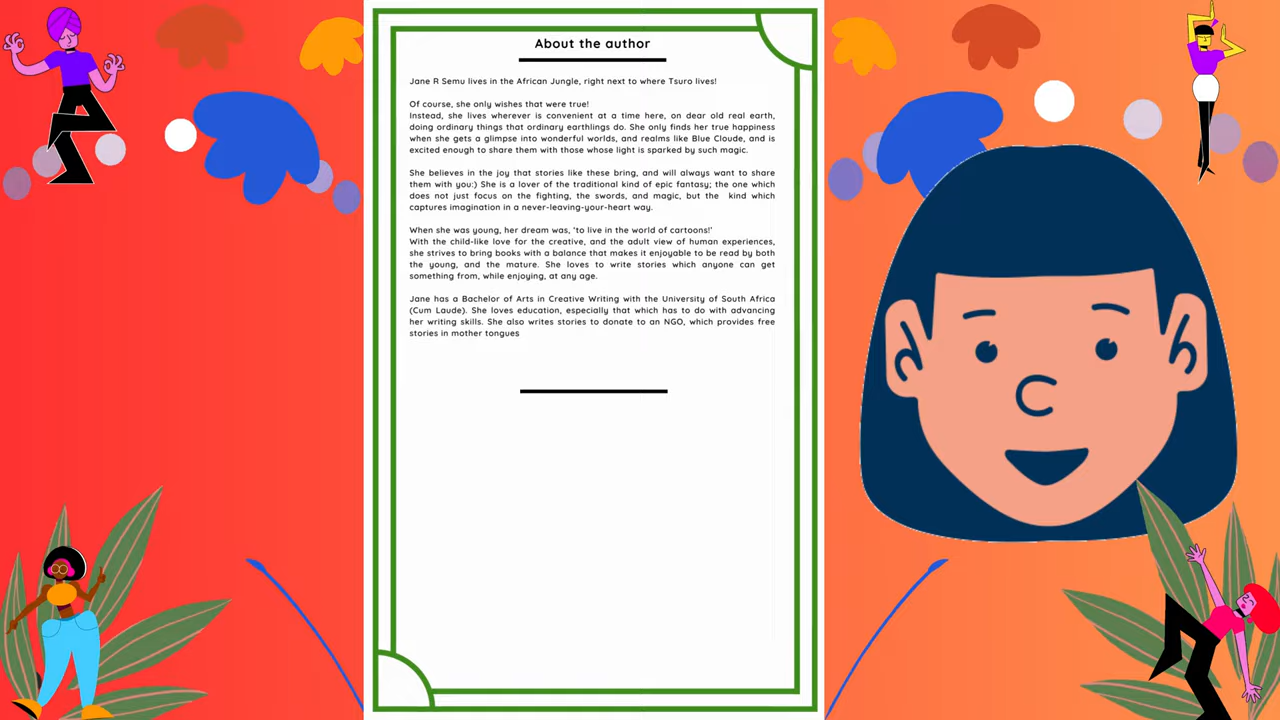 About the author
Jane R Semu lives in the African Jungle, right next to where Tsuro lives!
Of course, she only wishes that were true!
Instead, she lives wherever is convenient at a time here, on dear old real earth,
doing ordinary things that ordinary earthlings do. She only finds her true happiness
when she gets a glimpse into wonderful worlds, and realms like Blue Cloude, and is
excited enough to share them with those whose light is sparked by such magic.
She believes in the joy that stories like these bring, and will always want to share
them with you:) She is a lover of the traditional kind of epic fantasy; the one which
does not just focus on the fighting, the swords, and magic, but the kind which
captures imagination in a never-leaving-your-heart way.
When she was young, her dream was, 'to live in the world of cartoons!'
With the child-like love for the creative, and the adult view of human experiences,
she strives to bring books with a balance that makes it enjoyable to be read by both
the young, and the mature. She loves to write stories which anyone can get
something from, while enjoying, at any age.
Jane has a Bachelor of Arts in Creative Writing with the University of South Africa
(Cum Laude). She loves education, especially that which has to do with advancing
her writing skills. She also writes stories to donate to an NGO, which provides free
stories in mother tongues